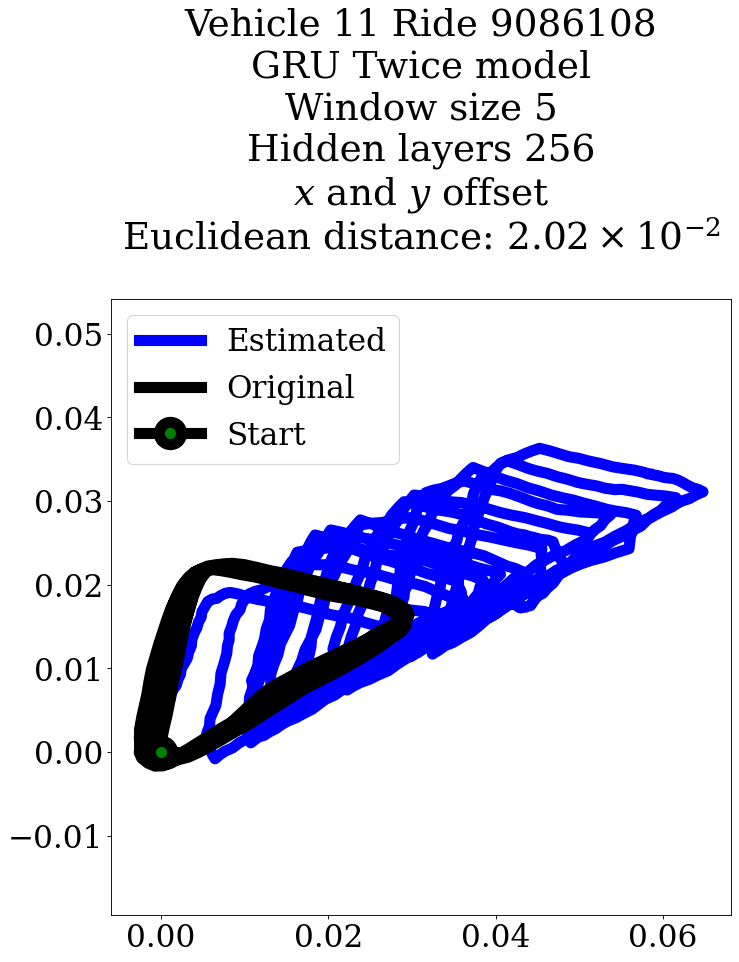 Vehicle 11 Ride 9086108
GRU Twice model
Window size 5
Hidden layers 256
x and y offset
Euclidean distance: 2.02 × 10⁻²
Estimated
Original
Start
0.05
0.04
0.03
0.02
0.01
0.00
−0.01
0.00 0.02 0.04 0.06